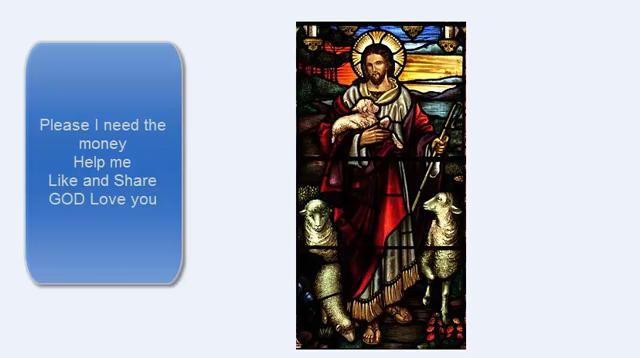 Please I need the
money
Help me
Like and Share
GOD Love you